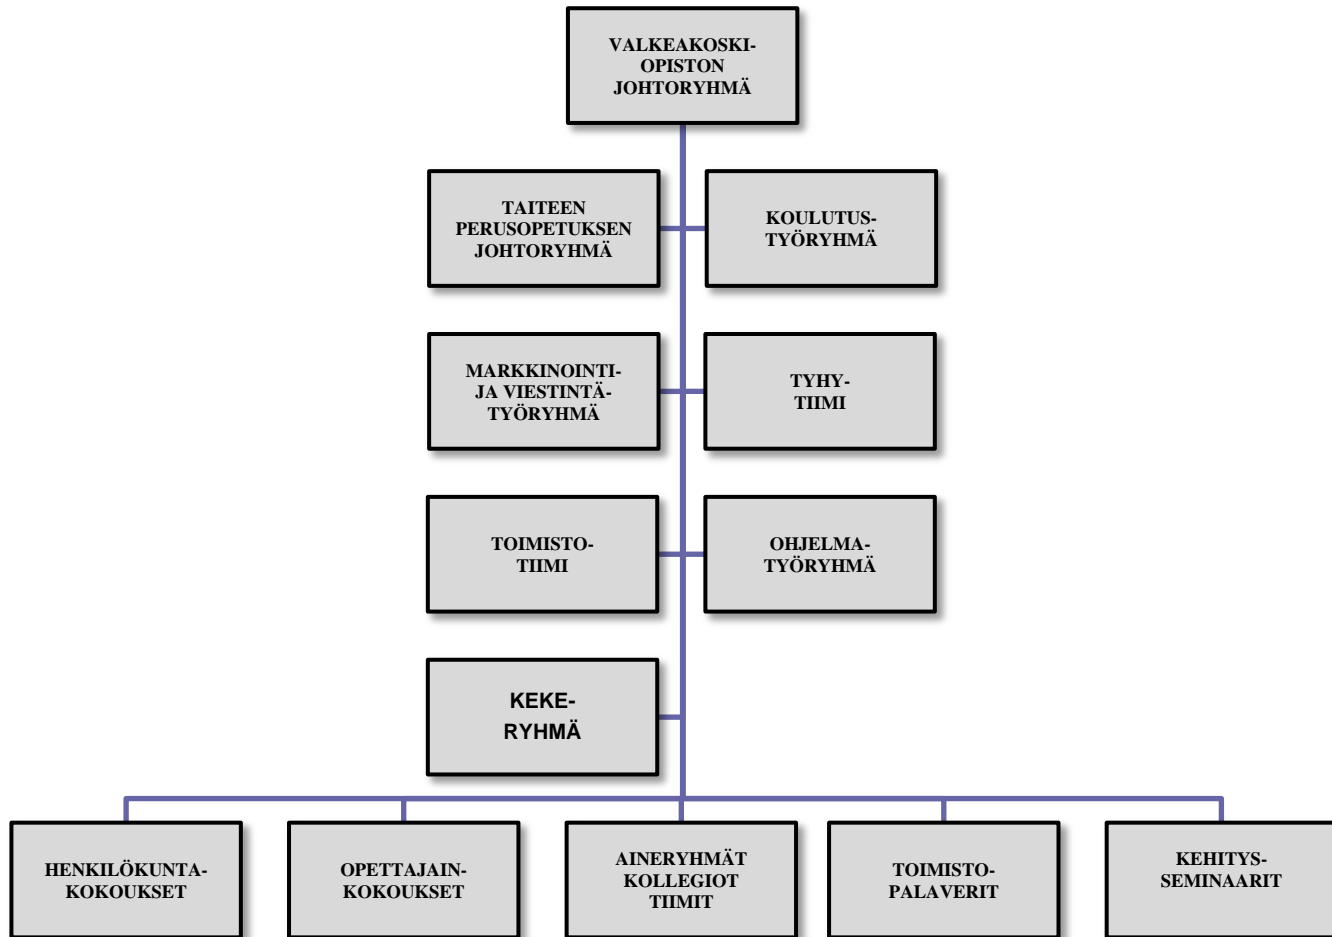 VALKEAKOSKI-
OPISTON
JOHTORYHMÄ
TAITEEN
PERUSOPETUKSEN
JOHTORYHMÄ
KOULUTUS-
TYÖRYHMÄ
MARKKINOINTI-
JA VIESTINTÄ-
TYÖRYHMÄ
TYHY-
TIIMI
TOIMISTO-
TIIMI
OHJELMA-
TYÖRYHMÄ
KEKE-
RYHMÄ
HENKILÖKUNTA-
KOKOUKSET
OPETTAJAIN-
KOKOUKSET
AINERYHMÄT
KOLLEGIOT
TIIMIT
TOIMISTO-
PALAVERIT
KEHITYS-
SEMINAARIT